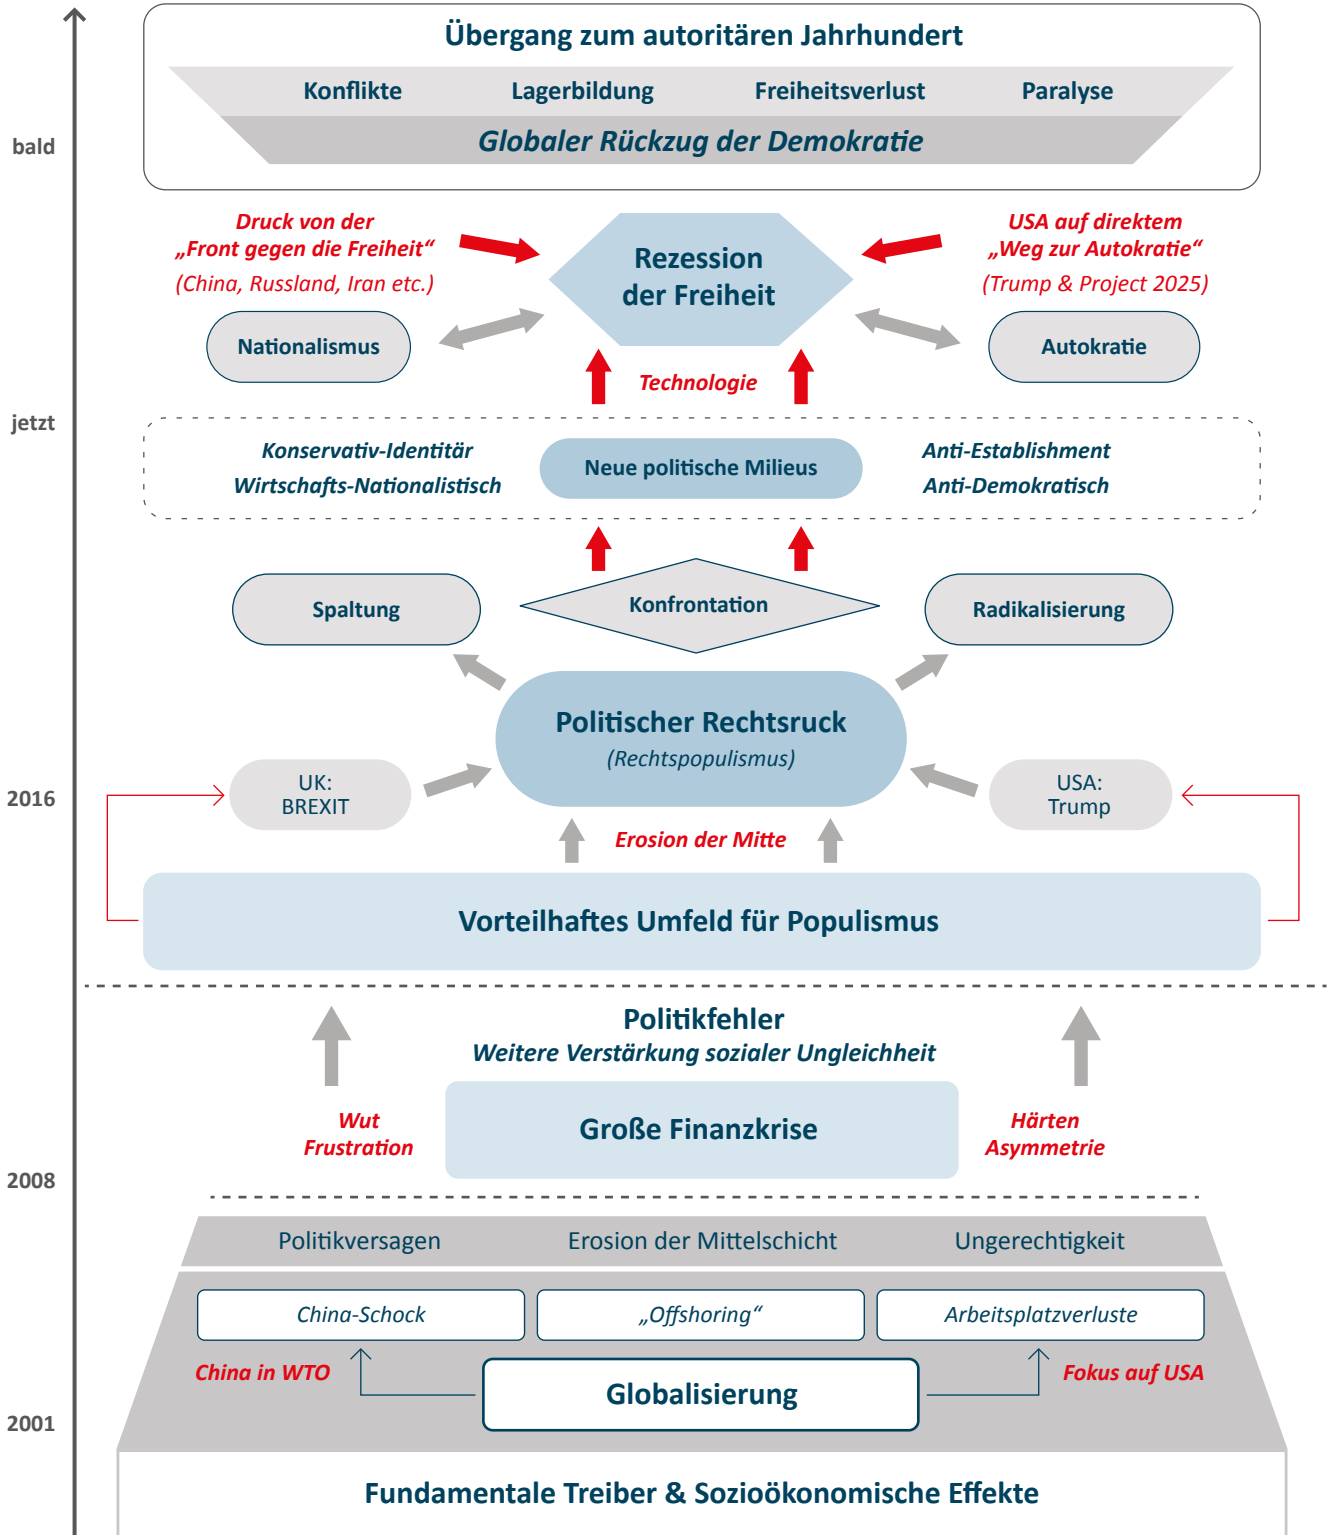 Übergang zum autoritären Jahrhundert
Konflikte
Lagerbildung
Freiheitsverlust
Paralyse
bald
Globaler Rückzug der Demokratie
Druck von der
„Front gegen die Freiheit“
(China, Russland, Iran etc.)
Rezession
der Freiheit
USA auf direktem
„Weg zur Autokratie“
(Trump & Project 2025)
Nationalismus
Autokratie
Technologie
jetzt
Konservativ-Identitär
Wirtschafts-Nationalistisch
Neue politische Milieus
Anti-Establishment
Anti-Demokratisch
Spaltung
Konfrontation
Radikalisierung
Politischer Rechtsruck
(Rechtspopulismus)
2016
UK:
BREXIT
USA:
Trump
Erosion der Mitte
Vorteilhaftes Umfeld für Populismus
Politikfehler
Weitere Verstärkung sozialer Ungleichheit
Wut
Frustration
Große Finanzkrise
Härten
Asymmetrie
2008
Politikversagen
Erosion der Mittelschicht
Ungerechtigkeit
China-Schock
„Offshoring“
Arbeitsplatzverluste
China in WTO
Globalisierung
Fokus auf USA
2001
Fundamentale Treiber & Sozioökonomische Effekte